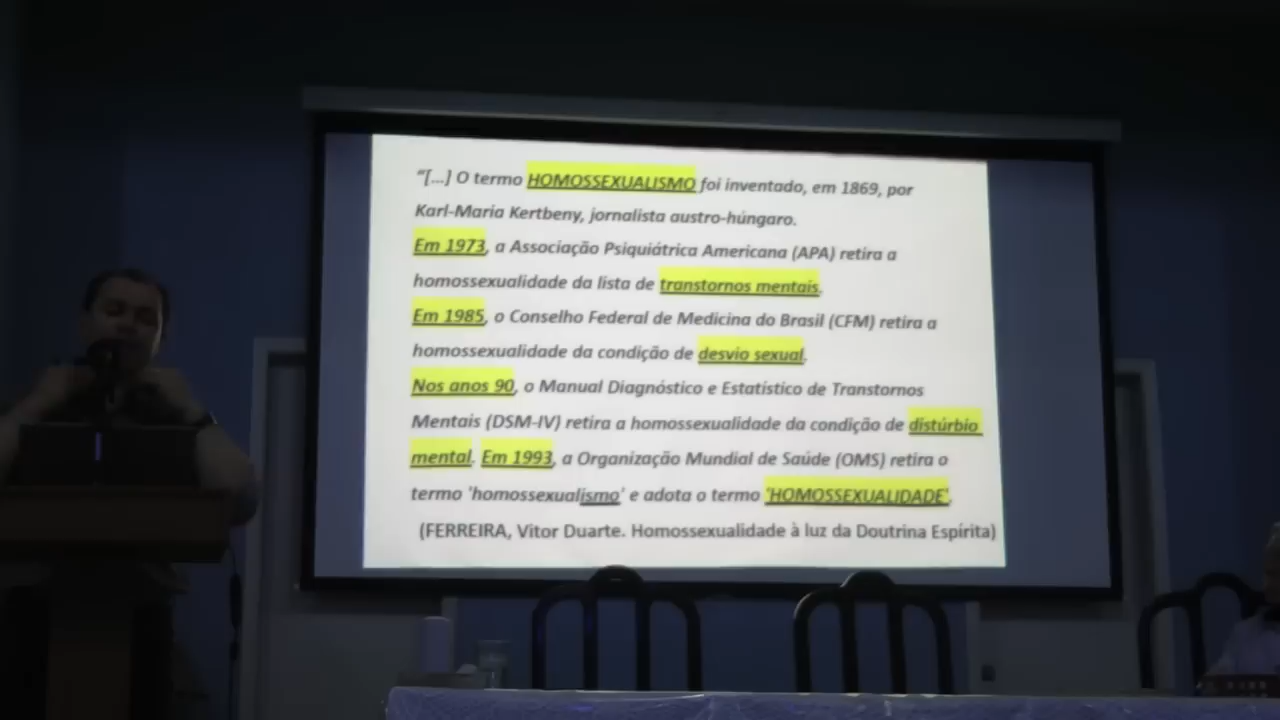 "[...] O termo HOMOSSEXUALISMO foi inventado, em 1869, por
Karl-Maria Kertbeny, jornalista austro-húngaro.
Em 1973, a Associação Psiquiátrica Americana (APA) retira a
homossexualidade da lista de transtornos mentais.
Em 1985, o Conselho Federal de Medicina do Brasil (CFM) retira a
homossexualidade da condição de desvio sexual.
Nos anos 90, o Manual Diagnóstico e Estatístico de Transtornos
Mentais (DSM-IV) retira a homossexualidade da condição de distúrbio
mental. Em 1993, a Organização Mundial de Saúde (OMS) retira o
termo 'homossexualismo' e adota o termo 'HOMOSSEXUALIDADE'.
(FERREIRA, Vitor Duarte. Homossexualidade à luz da Doutrina Espírita)